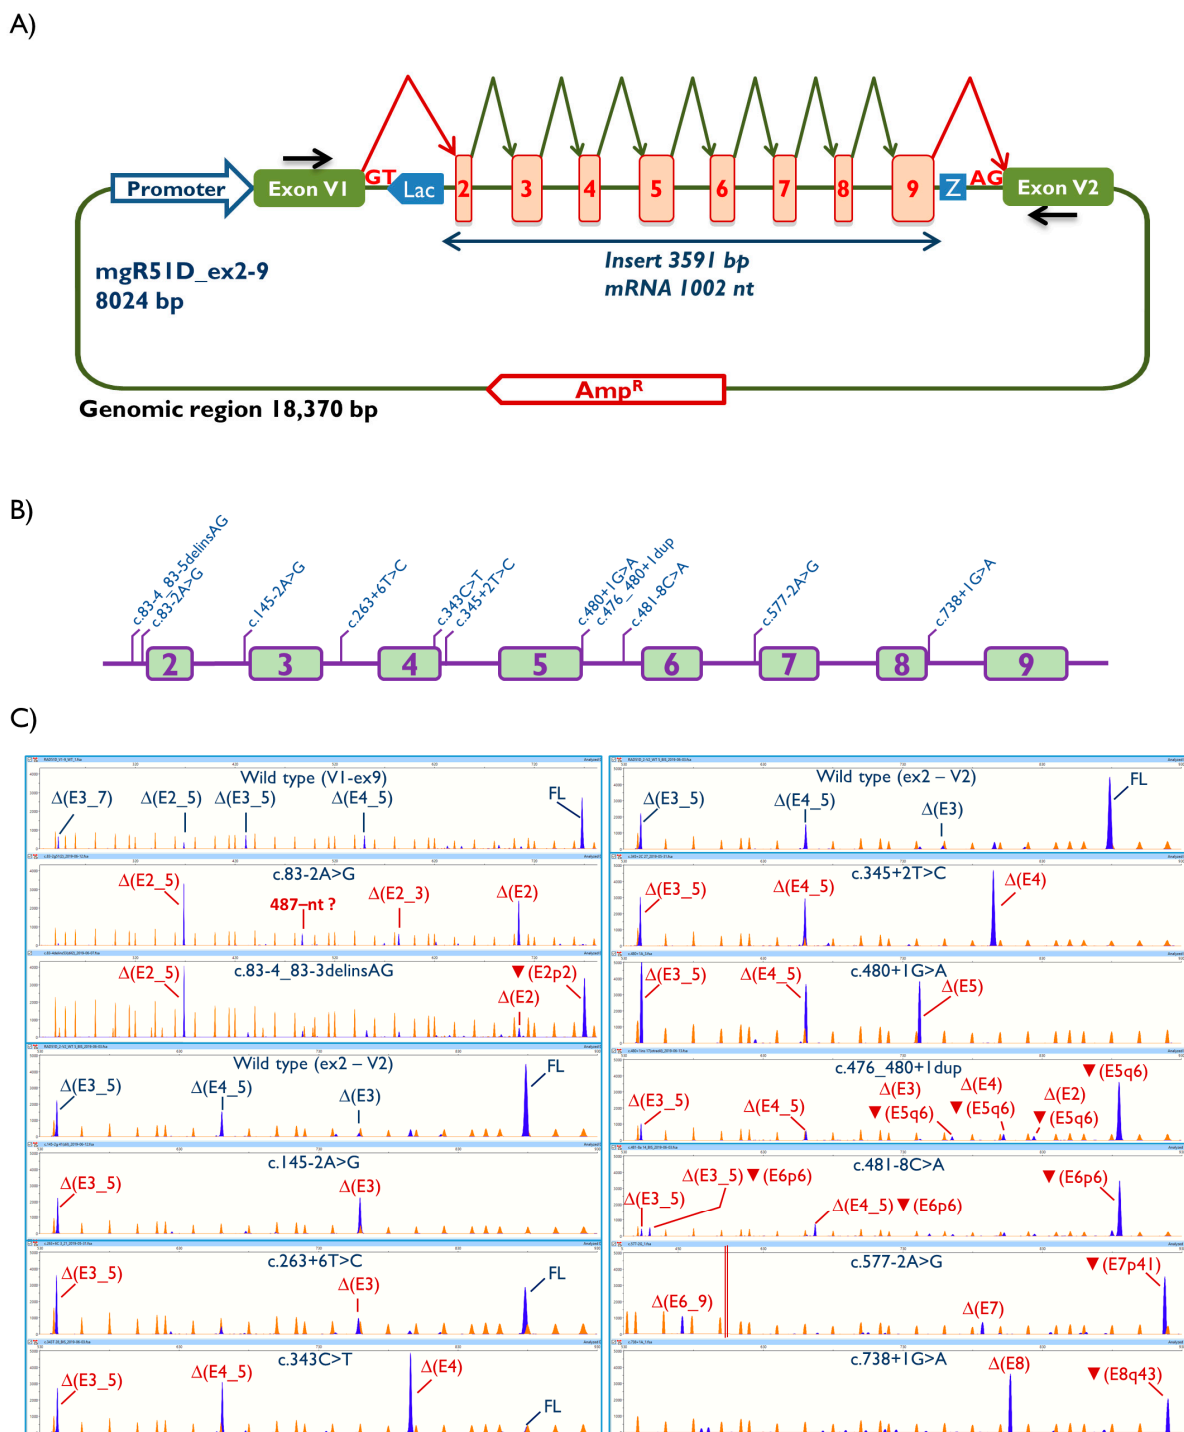 A)
Promoter
Exon V1
GT
Lac
2
3
4
5
6
7
8
9
Z
AG
Exon V2
mgR51D_ex2-9
8024 bp
Insert 3591 bp
mRNA 1002 nt
Amp^R
Genomic region 18,370 bp
B)
c.83-4_83-5delinsAG
c.83-2A>G
c.145-2A>G
c.263+6T>C
c.343C>T
c.345+2T>C
c.480+1G>A
c.476_480+1dup
c.481-8C>A
c.577-2A>G
c.738+1G>A
2
3
4
5
6
7
8
9
C)
Wild type (V1-ex9)
Δ(E3_7)
Δ(E2_5)
Δ(E3_5)
Δ(E4_5)
FL
c.83-2A>G
Δ(E2_5)
487–nt ?
Δ(E2_3)
Δ(E2)
c.83-4_83-3delinsAG
Δ(E2_5)
▼(E2p2)
Δ(E2)
Wild type (ex2 – V2)
Δ(E3_5)
Δ(E4_5)
Δ(E3)
FL
c.145-2A>G
Δ(E3_5)
Δ(E3)
c.263+6T>C
Δ(E3_5)
Δ(E3)
FL
c.343C>T
Δ(E3_5)
Δ(E4_5)
Δ(E4)
FL
Wild type (ex2 – V2)
Δ(E3_5)
Δ(E4_5)
Δ(E3)
FL
c.345+2T>C
Δ(E3_5)
Δ(E4_5)
Δ(E4)
c.480+1G>A
Δ(E3_5)
Δ(E4_5)
Δ(E5)
c.476_480+1dup
Δ(E3_5)
Δ(E4_5)
Δ(E3)
▼(E5q6)
Δ(E4)
▼(E5q6)
Δ(E2)
▼(E5q6)
▼(E5q6)
c.481-8C>A
Δ(E3_5)
Δ(E3_5)▼(E6p6)
Δ(E4_5)▼(E6p6)
▼(E6p6)
c.577-2A>G
Δ(E6_9)
Δ(E7)
▼(E7p41)
c.738+1G>A
Δ(E8)
▼(E8q43)